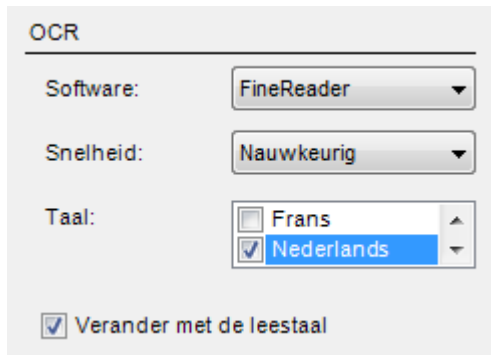 OCR
Software: FineReader
Snelheid: Nauwkeurig
Taal: Frans
Nederlands
Verander met de leestaal